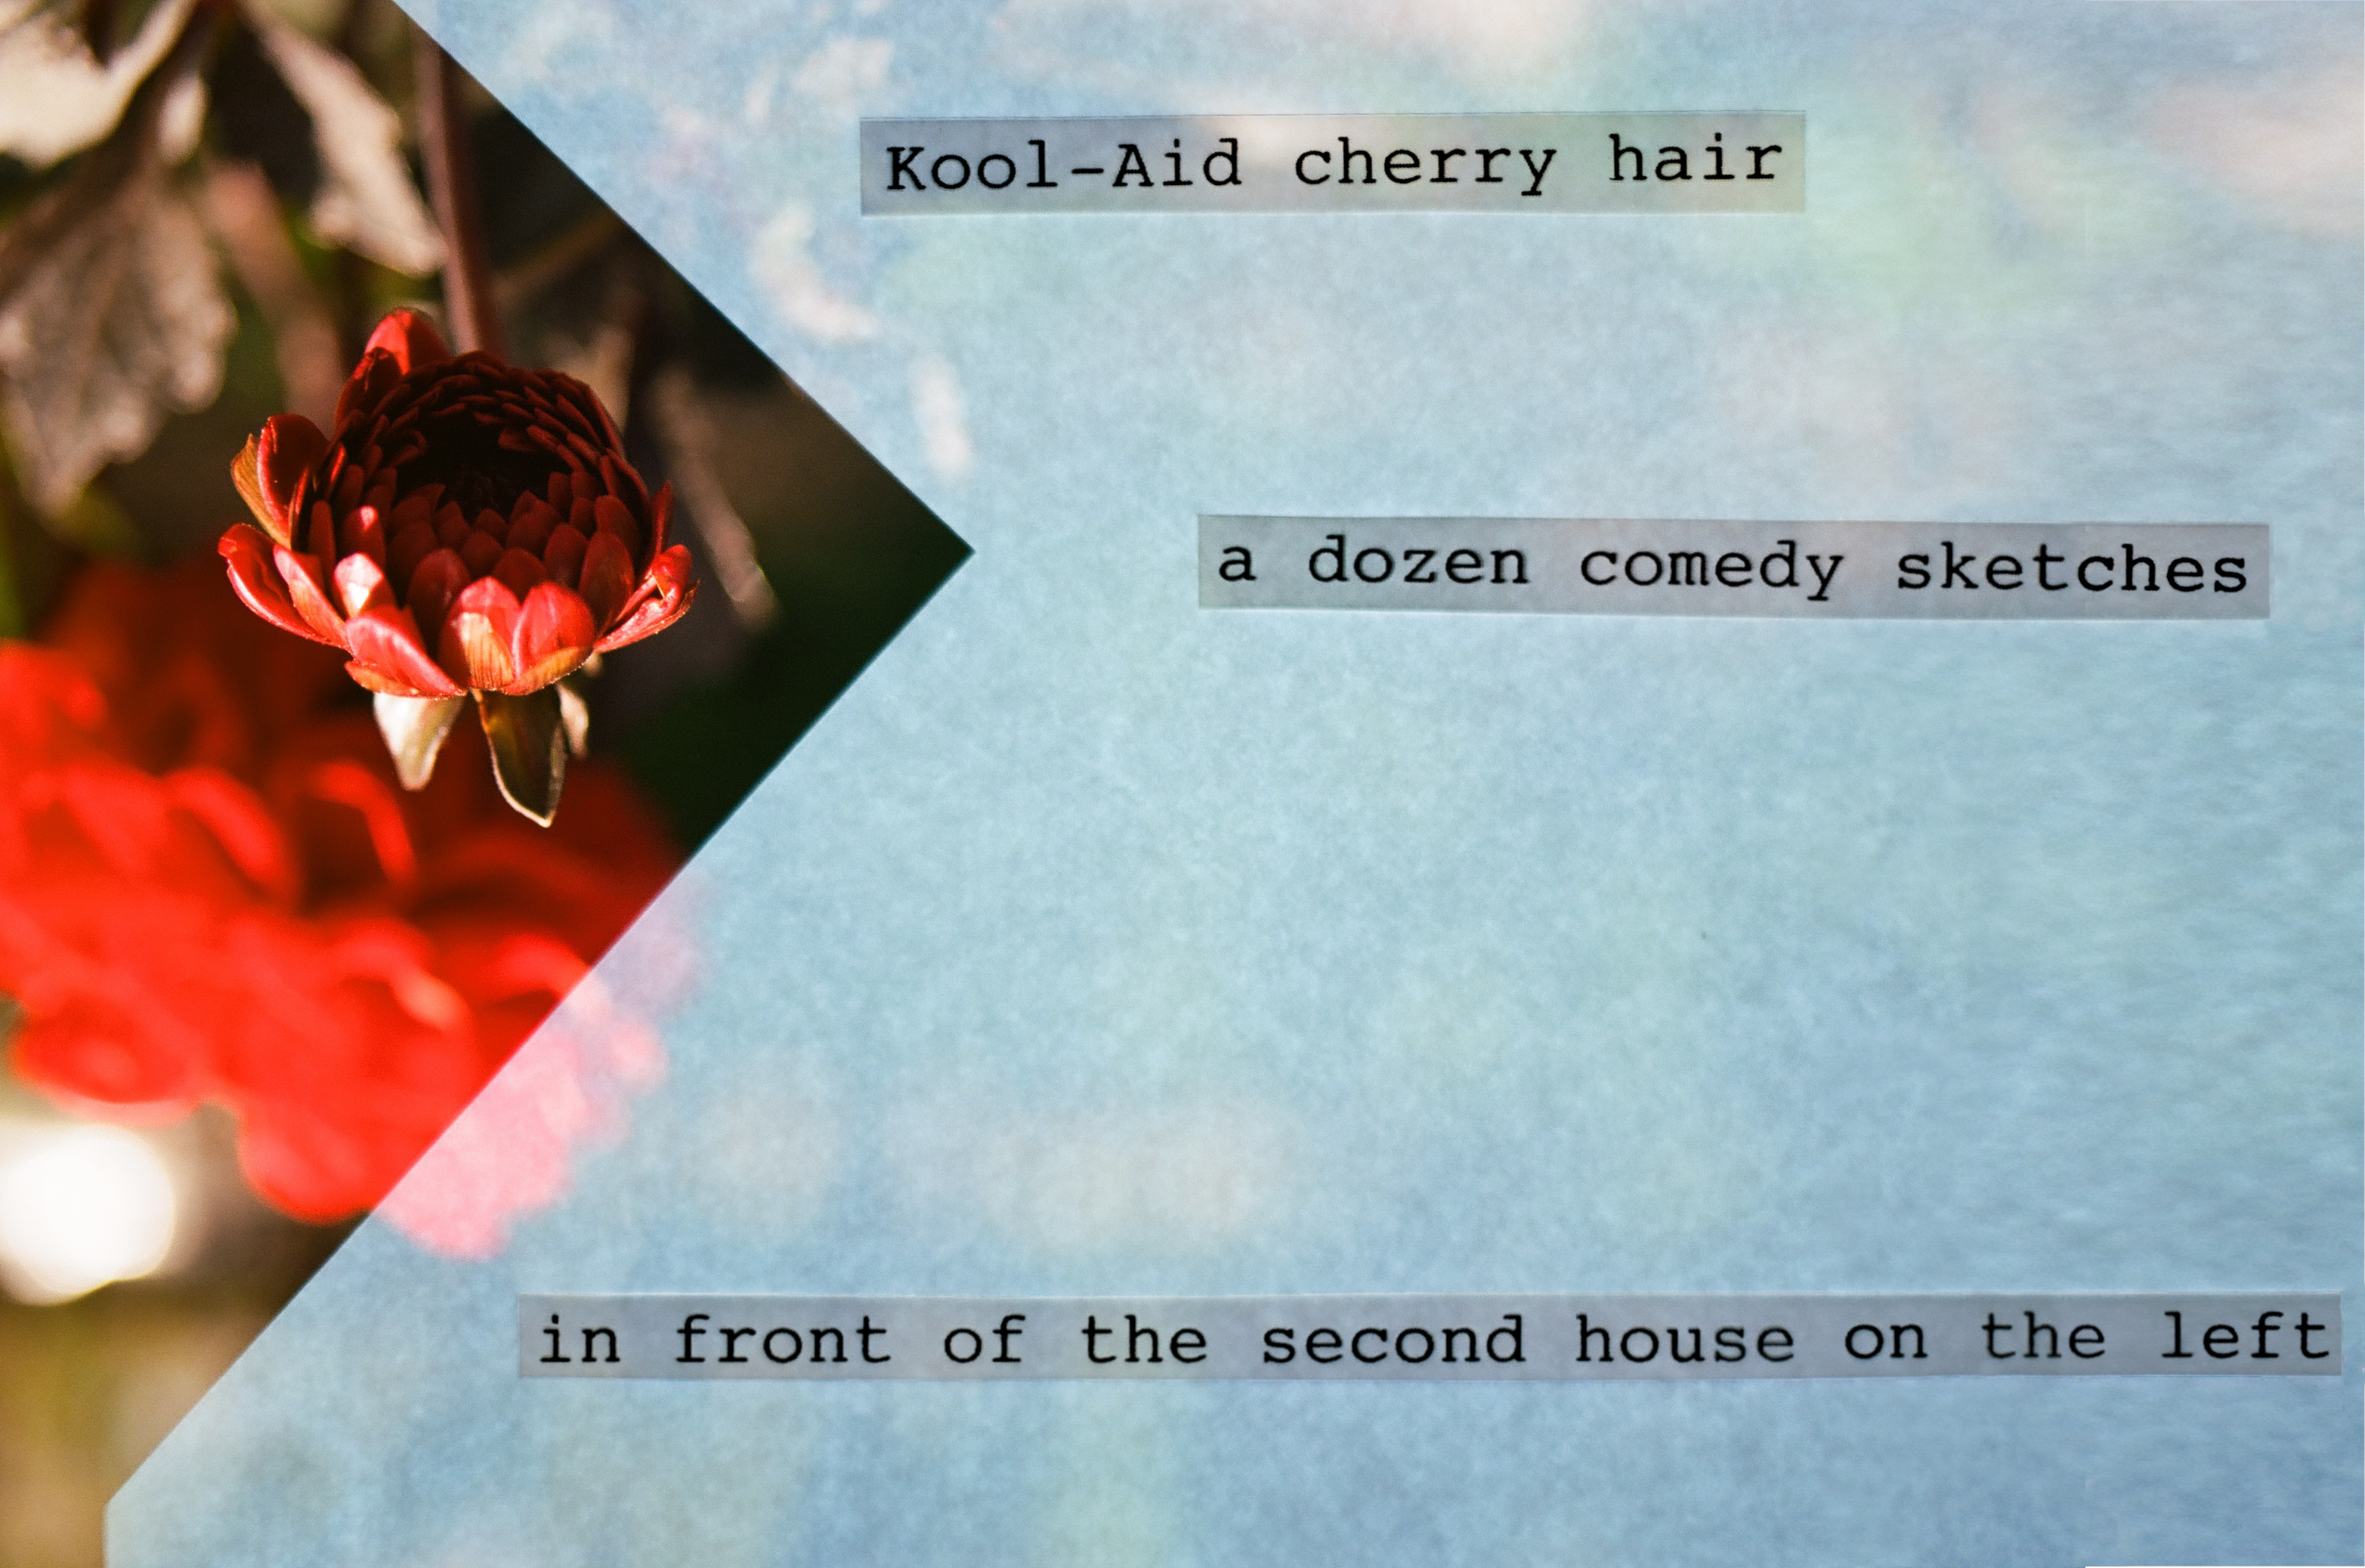 Kool-Aid cherry hair
a dozen comedy sketches
in front of the second house on the left